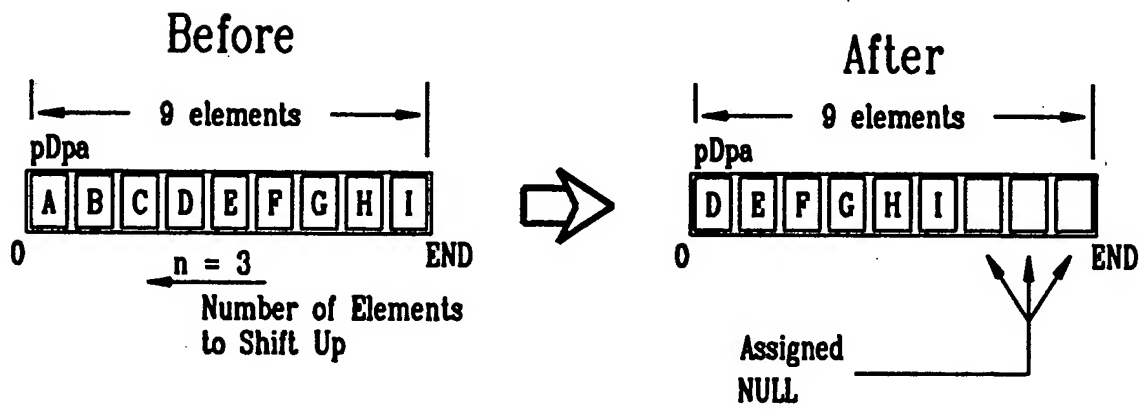 Before
9 elements
pDpa
A B C D E F G H I
0 END
n = 3
Number of Elements
to Shift Up
After
9 elements
pDpa
D E F G H I
0 END
Assigned
NULL